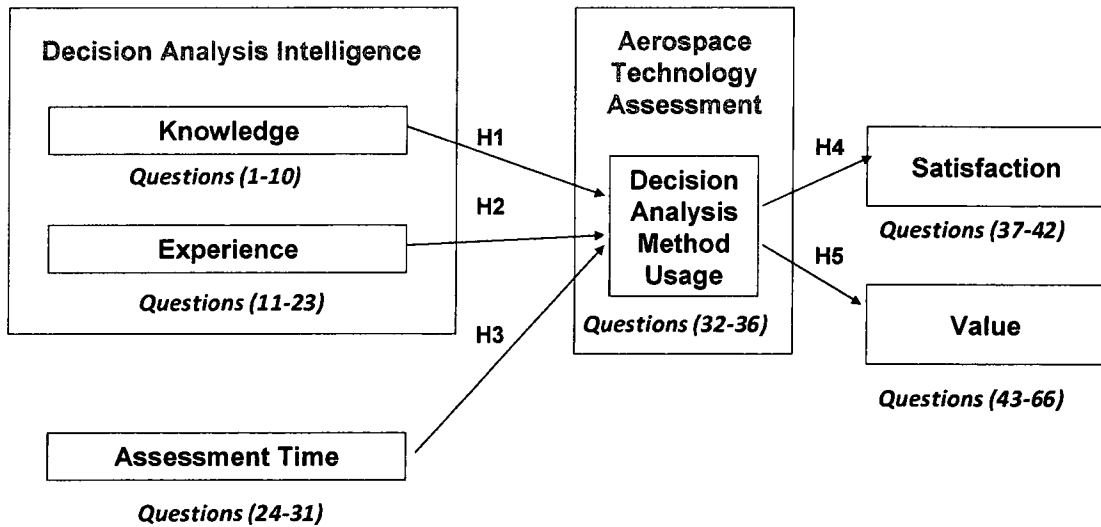 Decision Analysis Intelligence
Knowledge
Questions (1-10)
Experience
Questions (11-23)
Assessment Time
Questions (24-31)
H1
H2
H3
Aerospace
Technology
Assessment
Decision
Analysis
Method
Usage
Questions (32-36)
H4
H5
Satisfaction
Questions (37-42)
Value
Questions (43-66)